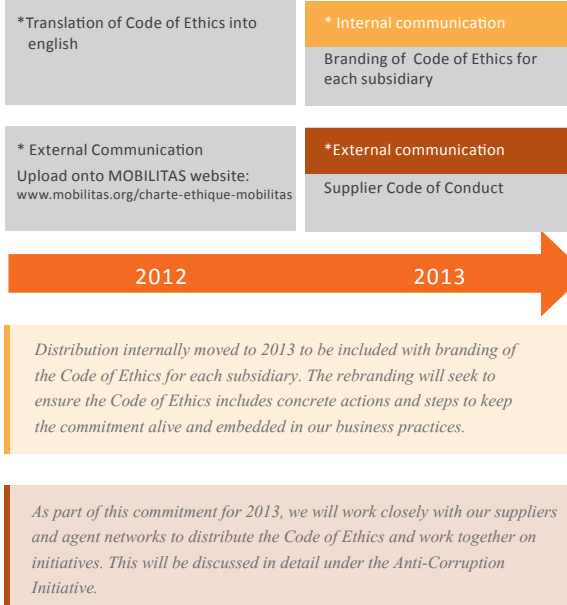 *Translation of Code of Ethics into
english
* Internal communication
Branding of  Code of Ethics for
each subsidiary
* External Communication
Upload onto MOBILITAS website:
www.mobilitas.org/charte-ethique-mobilitas
*External communication
Supplier Code of Conduct
2012
2013
Distribution internally moved to 2013 to be included with branding of
the Code of Ethics for each subsidiary. The rebranding will seek to
ensure the Code of Ethics includes concrete actions and steps to keep
the commitment alive and embedded in our business practices.
As part of this commitment for 2013, we will work closely with our suppliers
and agent networks to distribute the Code of Ethics and work together on
initiatives. This will be discussed in detail under the Anti-Corruption
Initiative.